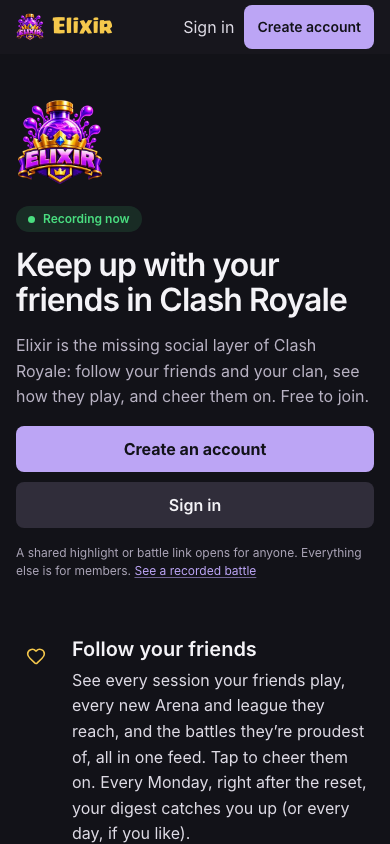 Elixir
Sign in
Create account
ELIXIR
Recording now
Keep up with your
friends in Clash Royale
Elixir is the missing social layer of Clash
Royale: follow your friends and your clan, see
how they play, and cheer them on. Free to join.
Create an account
Sign in
A shared highlight or battle link opens for anyone. Everything
else is for members. See a recorded battle
Follow your friends
See every session your friends play,
every new Arena and league they
reach, and the battles they’re proudest
of, all in one feed. Tap to cheer them
on. Every Monday, right after the reset,
your digest catches you up (or every
day, if you like).